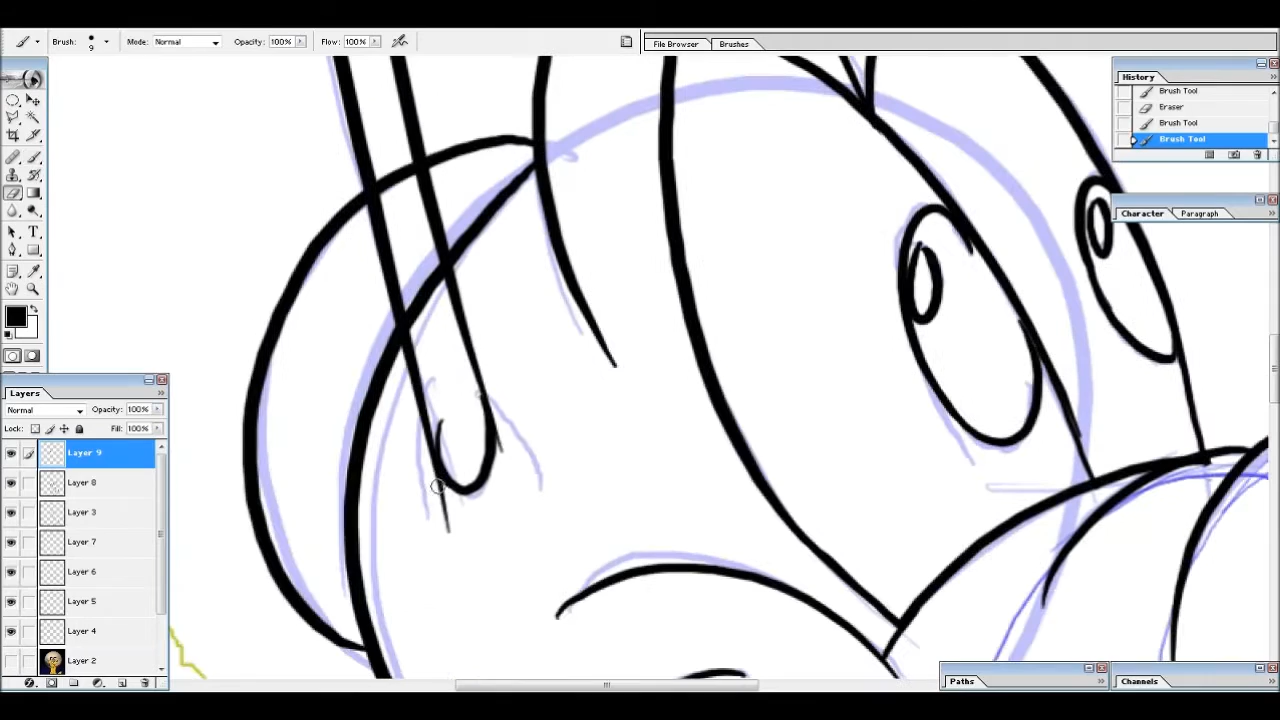 Brush: 9 Mode: Normal Opacity: 100% Flow: 100%
File Browser Brushes
History
Brush Tool
Eraser
Brush Tool
Brush Tool
Character Paragraph
Layers
Normal Opacity: 100%
Lock: Fill: 100%
Layer 9
Layer 8
Layer 3
Layer 7
Layer 6
Layer 5
Layer 4
Layer 2
Paths
Channels